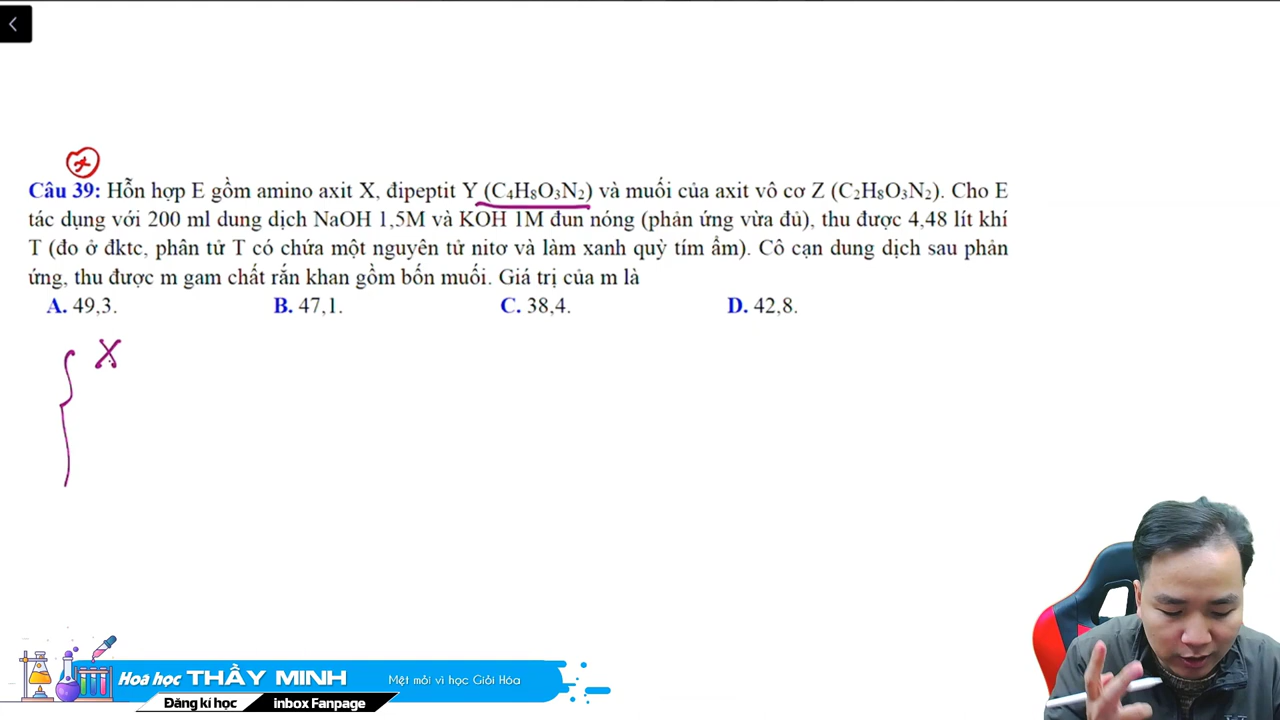 Câu 39: Hỗn hợp E gồm amino axit X, đipeptit Y (C₄H₈O₃N₂) và muối của axit vô cơ Z (C₂H₈O₃N₂). Cho E
tác dụng với 200 ml dung dịch NaOH 1,5M và KOH 1M đun nóng (phản ứng vừa đủ), thu được 4,48 lít khí
T (đo ở đktc, phân tử T có chứa một nguyên tử nitơ và làm xanh quỳ tím ẩm). Cô cạn dung dịch sau phản
ứng, thu được m gam chất rắn khan gồm bốn muối. Giá trị của m là
A. 49,3. B. 47,1. C. 38,4. D. 42,8.
X
Hoá học THẦY MINH Mệt mỏi vì học Giỏi Hóa
Đăng kí học inbox Fanpage